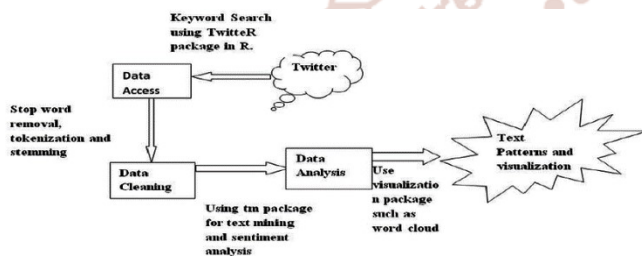 Keyword Search
using TwitteR
package in R.
Twitter
Data
Access
Stop word
removal,
tokenization and
stemming
Data
Cleaning
Using tm package
for text mining
and sentiment
analysis
Data
Analysis
Use
visualizatio
n package
such as
word cloud
Text
Patterns and
visualization